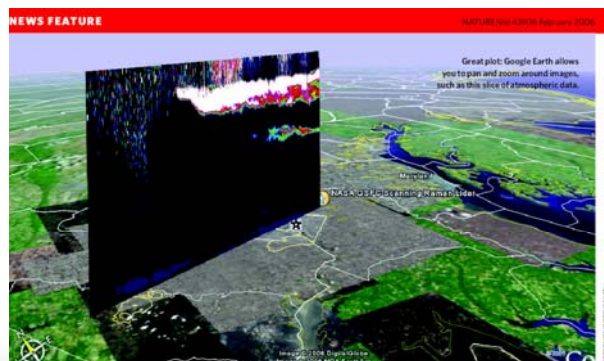 NEWS FEATURE
NATURE|Vol 439|16 February 2006
Great plot: Google Earth allows
you to pan and zoom around images,
such as this slice of atmospheric data.
Maryland
NASA GSFC Scanning Raman Lidar
Image © 2006 DigitalGlobe